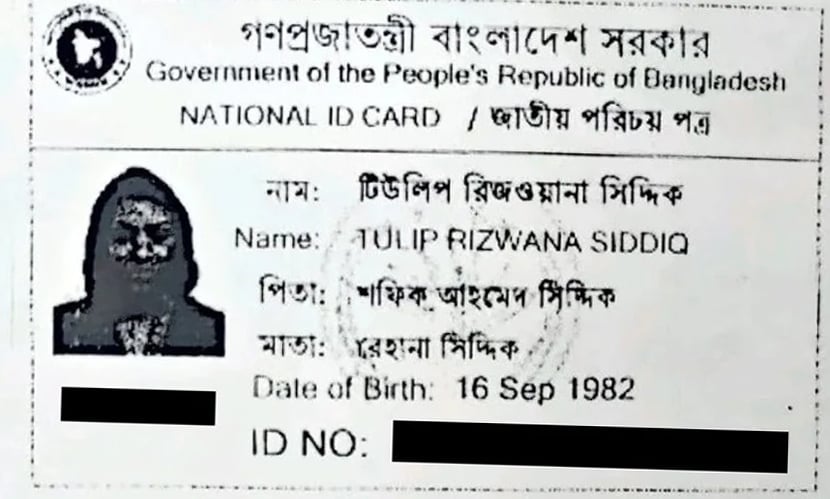 গণপ্রজাতন্ত্রী বাংলাদেশ সরকার
Government of the People's Republic of Bangladesh
NATIONAL ID CARD / জাতীয় পরিচয় পত্র
নাম: টিউলিপ রিজওয়ানা সিদ্দিক
Name: TULIP RIZWANA SIDDIQ
পিতা: শফিক আহমেদ সিদ্দিক
মাতা: রেহানা সিদ্দিক
Date of Birth: 16 Sep 1982
ID NO: